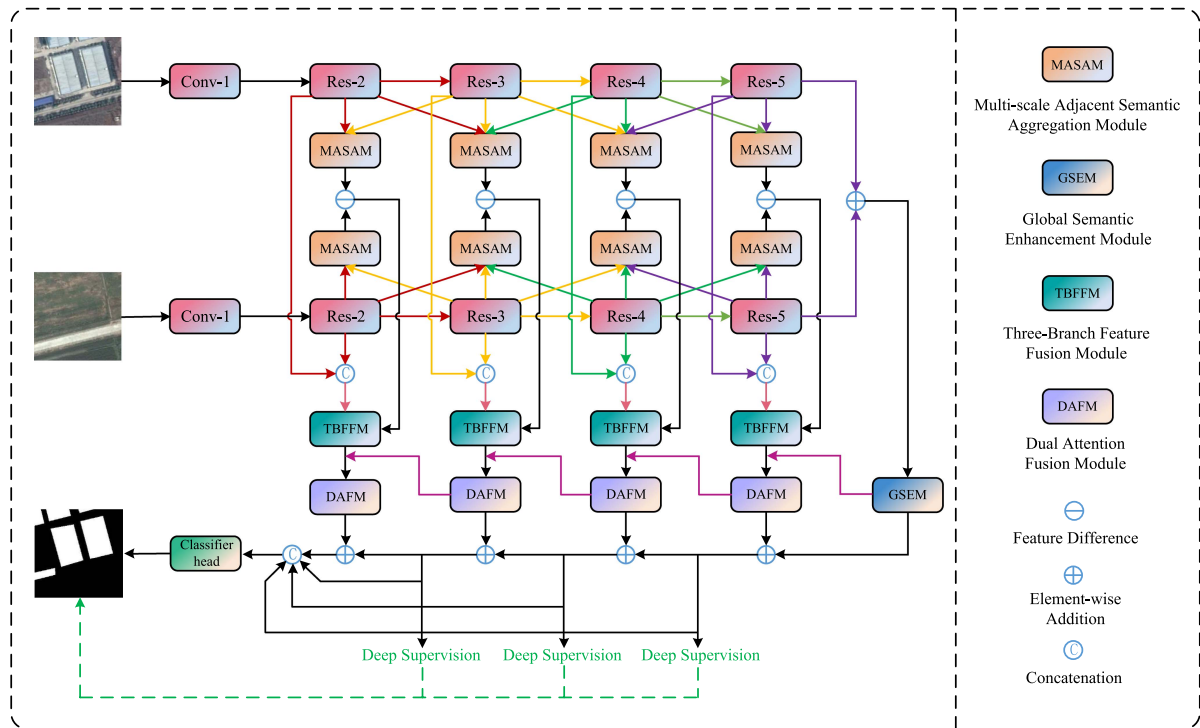 Conv-1
Res-2
Res-3
Res-4
Res-5
MASAM
MASAM
MASAM
MASAM
MASAM
MASAM
MASAM
MASAM
Conv-1
Res-2
Res-3
Res-4
Res-5
C
C
C
C
TBFFM
TBFFM
TBFFM
TBFFM
DAFM
DAFM
DAFM
DAFM
GSEM
Classifier
head
C
Deep Supervision
Deep Supervision
Deep Supervision
MASAM
Multi-scale Adjacent Semantic
Aggregation Module
GSEM
Global Semantic
Enhancement Module
TBFFM
Three-Branch Feature
Fusion Module
DAFM
Dual Attention
Fusion Module
Feature Difference
Element-wise
Addition
C
Concatenation